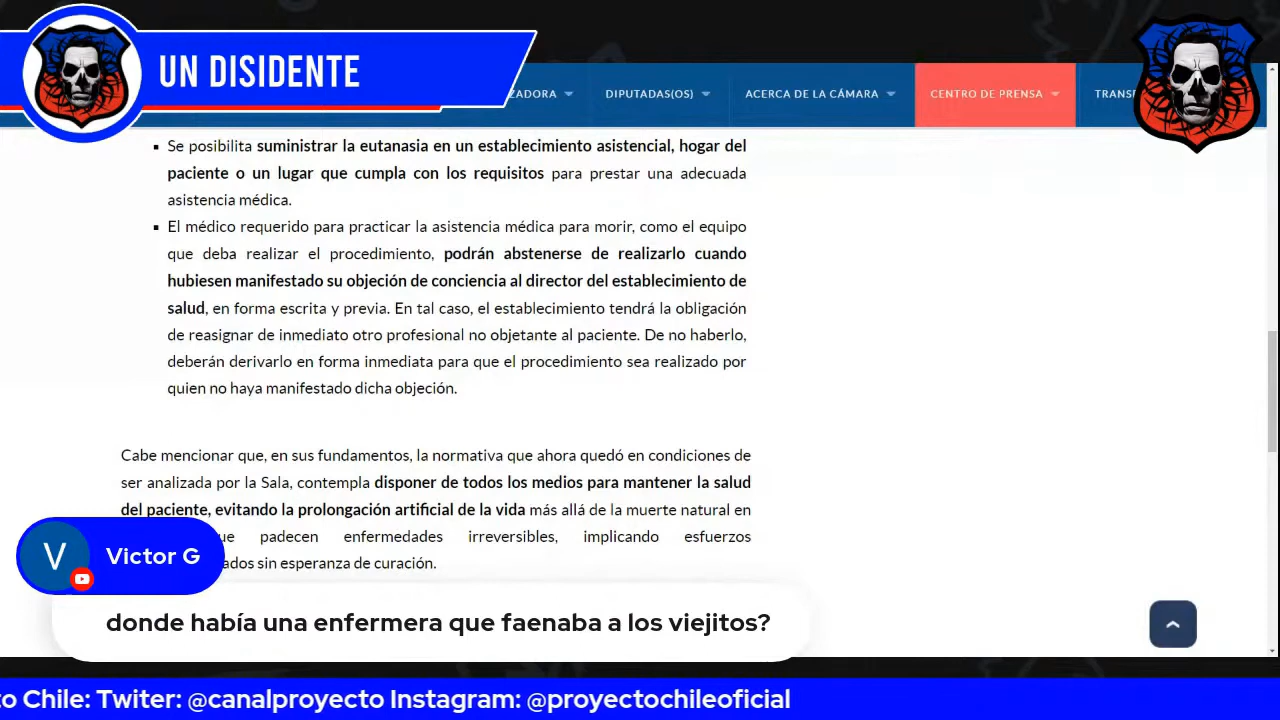 UN DISIDENTE
ZADORA
DIPUTADAS(OS)
ACERCA DE LA CÁMARA
CENTRO DE PRENSA
Se posibilita suministrar la eutanasia en un establecimiento asistencial, hogar del
paciente o un lugar que cumpla con los requisitos para prestar una adecuada
asistencia médica.
El médico requerido para practicar la asistencia médica para morir, como el equipo
que deba realizar el procedimiento, podrán abstenerse de realizarlo cuando
hubiesen manifestado su objeción de conciencia al director del establecimiento de
salud, en forma escrita y previa. En tal caso, el establecimiento tendrá la obligación
de reasignar de inmediato otro profesional no objetante al paciente. De no haberlo,
deberán derivarlo en forma inmediata para que el procedimiento sea realizado por
quien no haya manifestado dicha objeción.
Cabe mencionar que, en sus fundamentos, la normativa que ahora quedó en condiciones de
ser analizada por la Sala, contempla disponer de todos los medios para mantener la salud
del paciente, evitando la prolongación artificial de la vida más allá de la muerte natural en
padecen enfermedades irreversibles, implicando esfuerzos
sin esperanza de curación.
V
Victor G
donde había una enfermera que faenaba a los viejitos?
to Chile: Twiter: @canalproyecto Instagram: @proyectochileoficial